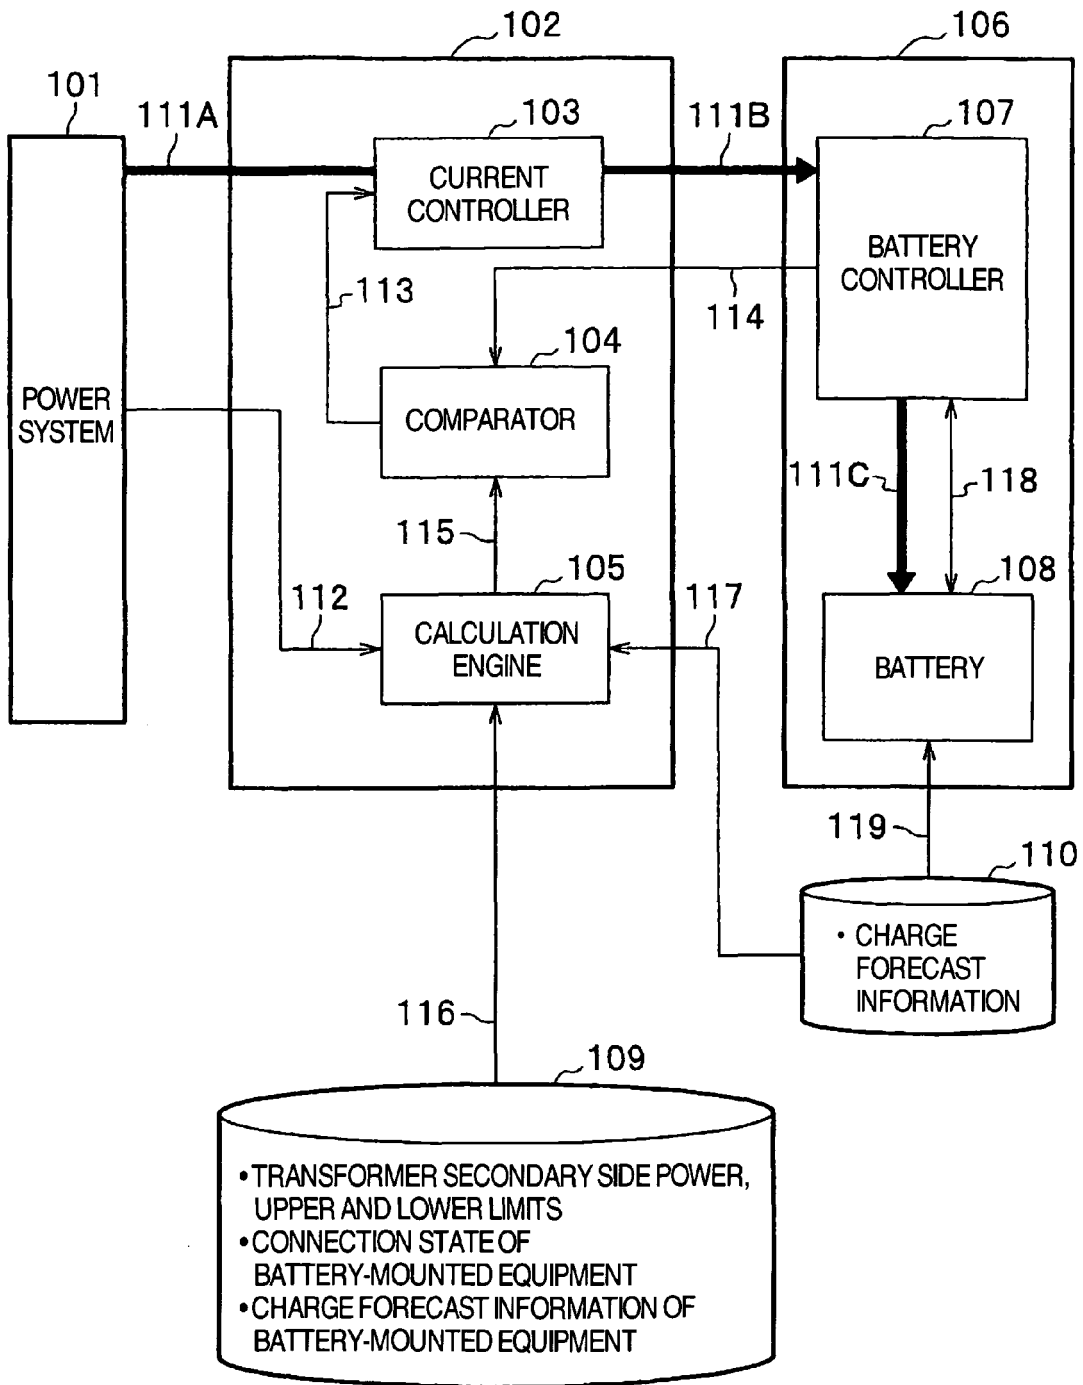 102
106
101
111A
103
111B
107
CURRENT
CONTROLLER
BATTERY
CONTROLLER
113
114
104
POWER
SYSTEM
COMPARATOR
111C
118
115
105
108
112
117
CALCULATION
ENGINE
BATTERY
119
110
• CHARGE
FORECAST
INFORMATION
116
109
• TRANSFORMER SECONDARY SIDE POWER,
UPPER AND LOWER LIMITS
• CONNECTION STATE OF
BATTERY-MOUNTED EQUIPMENT
• CHARGE FORECAST INFORMATION OF
BATTERY-MOUNTED EQUIPMENT